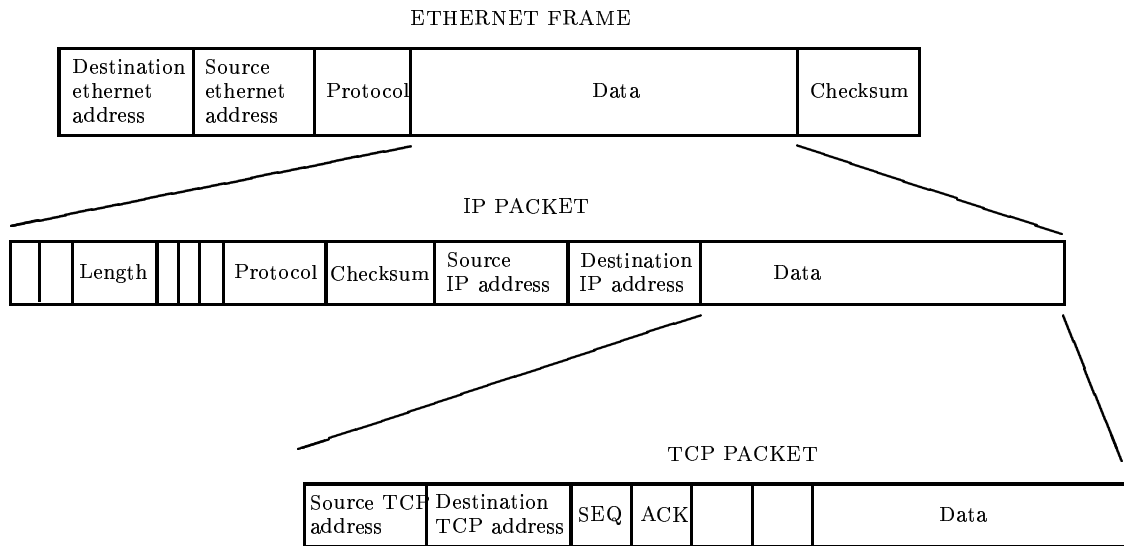 ETHERNET FRAME
Destination
ethernet
address
Source
ethernet
address
Protocol
Data
Checksum
IP PACKET
Length
Protocol
Checksum
Source
IP address
Destination
IP address
Data
TCP PACKET
Source TCP
address
Destination
TCP address
SEQ
ACK
Data